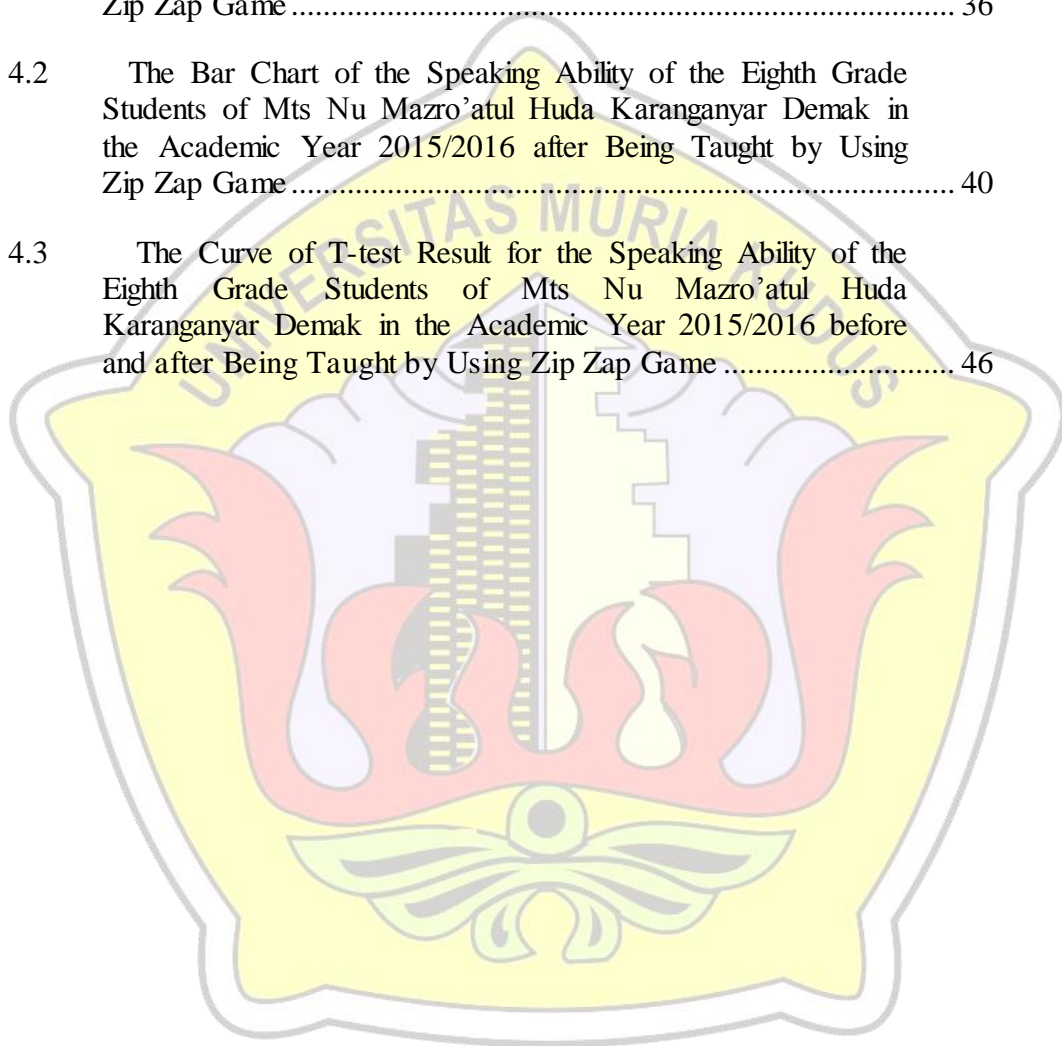 Zip Zap Game ........................................................................................ 36
4.2 The Bar Chart of the Speaking Ability of the Eighth Grade
Students of Mts Nu Mazro’atul Huda Karanganyar Demak in
the Academic Year 2015/2016 after Being Taught by Using
Zip Zap Game ........................................................................................ 40
4.3 The Curve of T-test Result for the Speaking Ability of the
Eighth Grade Students of Mts Nu Mazro’atul Huda
Karanganyar Demak in the Academic Year 2015/2016 before
and after Being Taught by Using Zip Zap Game .............................. 46
UNIVERSITAS MURIA KUDUS